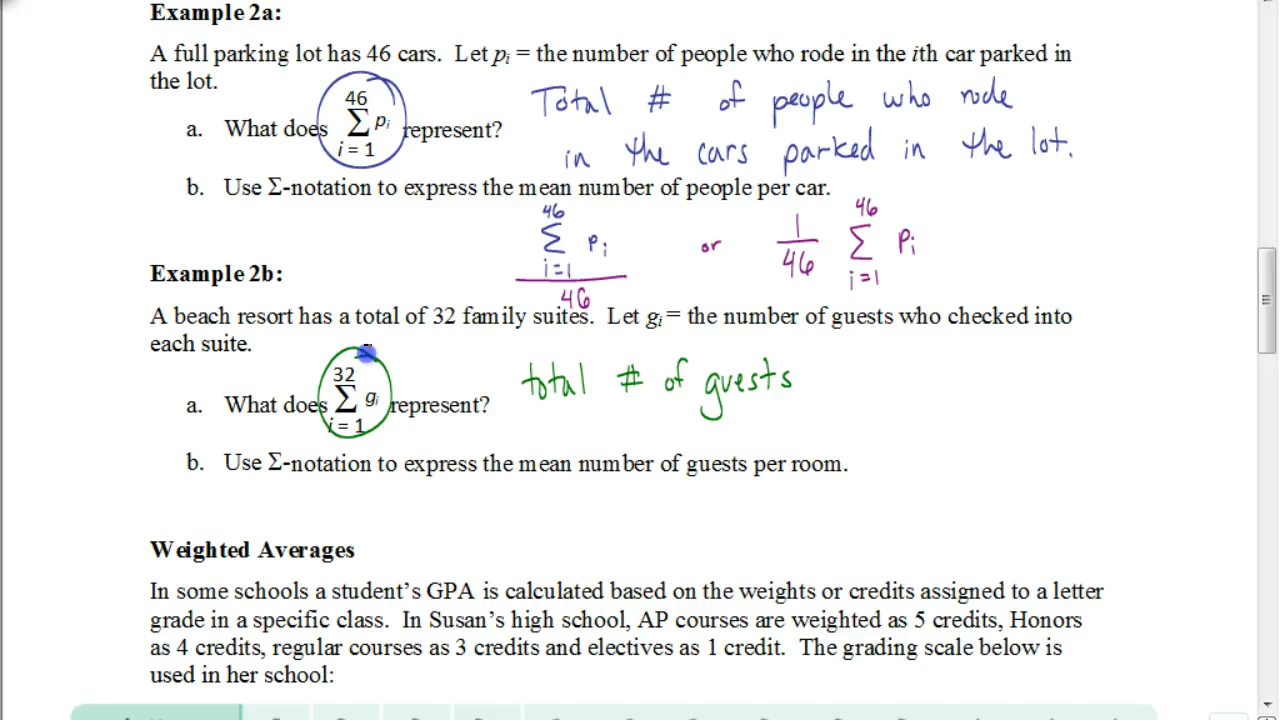 Example 2a:
A full parking lot has 46 cars. Let pᵢ = the number of people who rode in the ith car parked in
the lot.
Total # of people who rode
in the cars parked in the lot.
a. What does 46 Σ i = 1 pᵢ represent?
b. Use Σ-notation to express the mean number of people per car.
46 Σ i=1 pᵢ / 46 or 1/46 46 Σ i=1 pᵢ
Example 2b:
A beach resort has a total of 32 family suites. Let gᵢ = the number of guests who checked into
each suite.
a. What does 32 Σ i = 1 gᵢ represent? total # of guests
b. Use Σ-notation to express the mean number of guests per room.
Weighted Averages
In some schools a student's GPA is calculated based on the weights or credits assigned to a letter
grade in a specific class. In Susan's high school, AP courses are weighted as 5 credits, Honors
as 4 credits, regular courses as 3 credits and electives as 1 credit. The grading scale below is
used in her school: